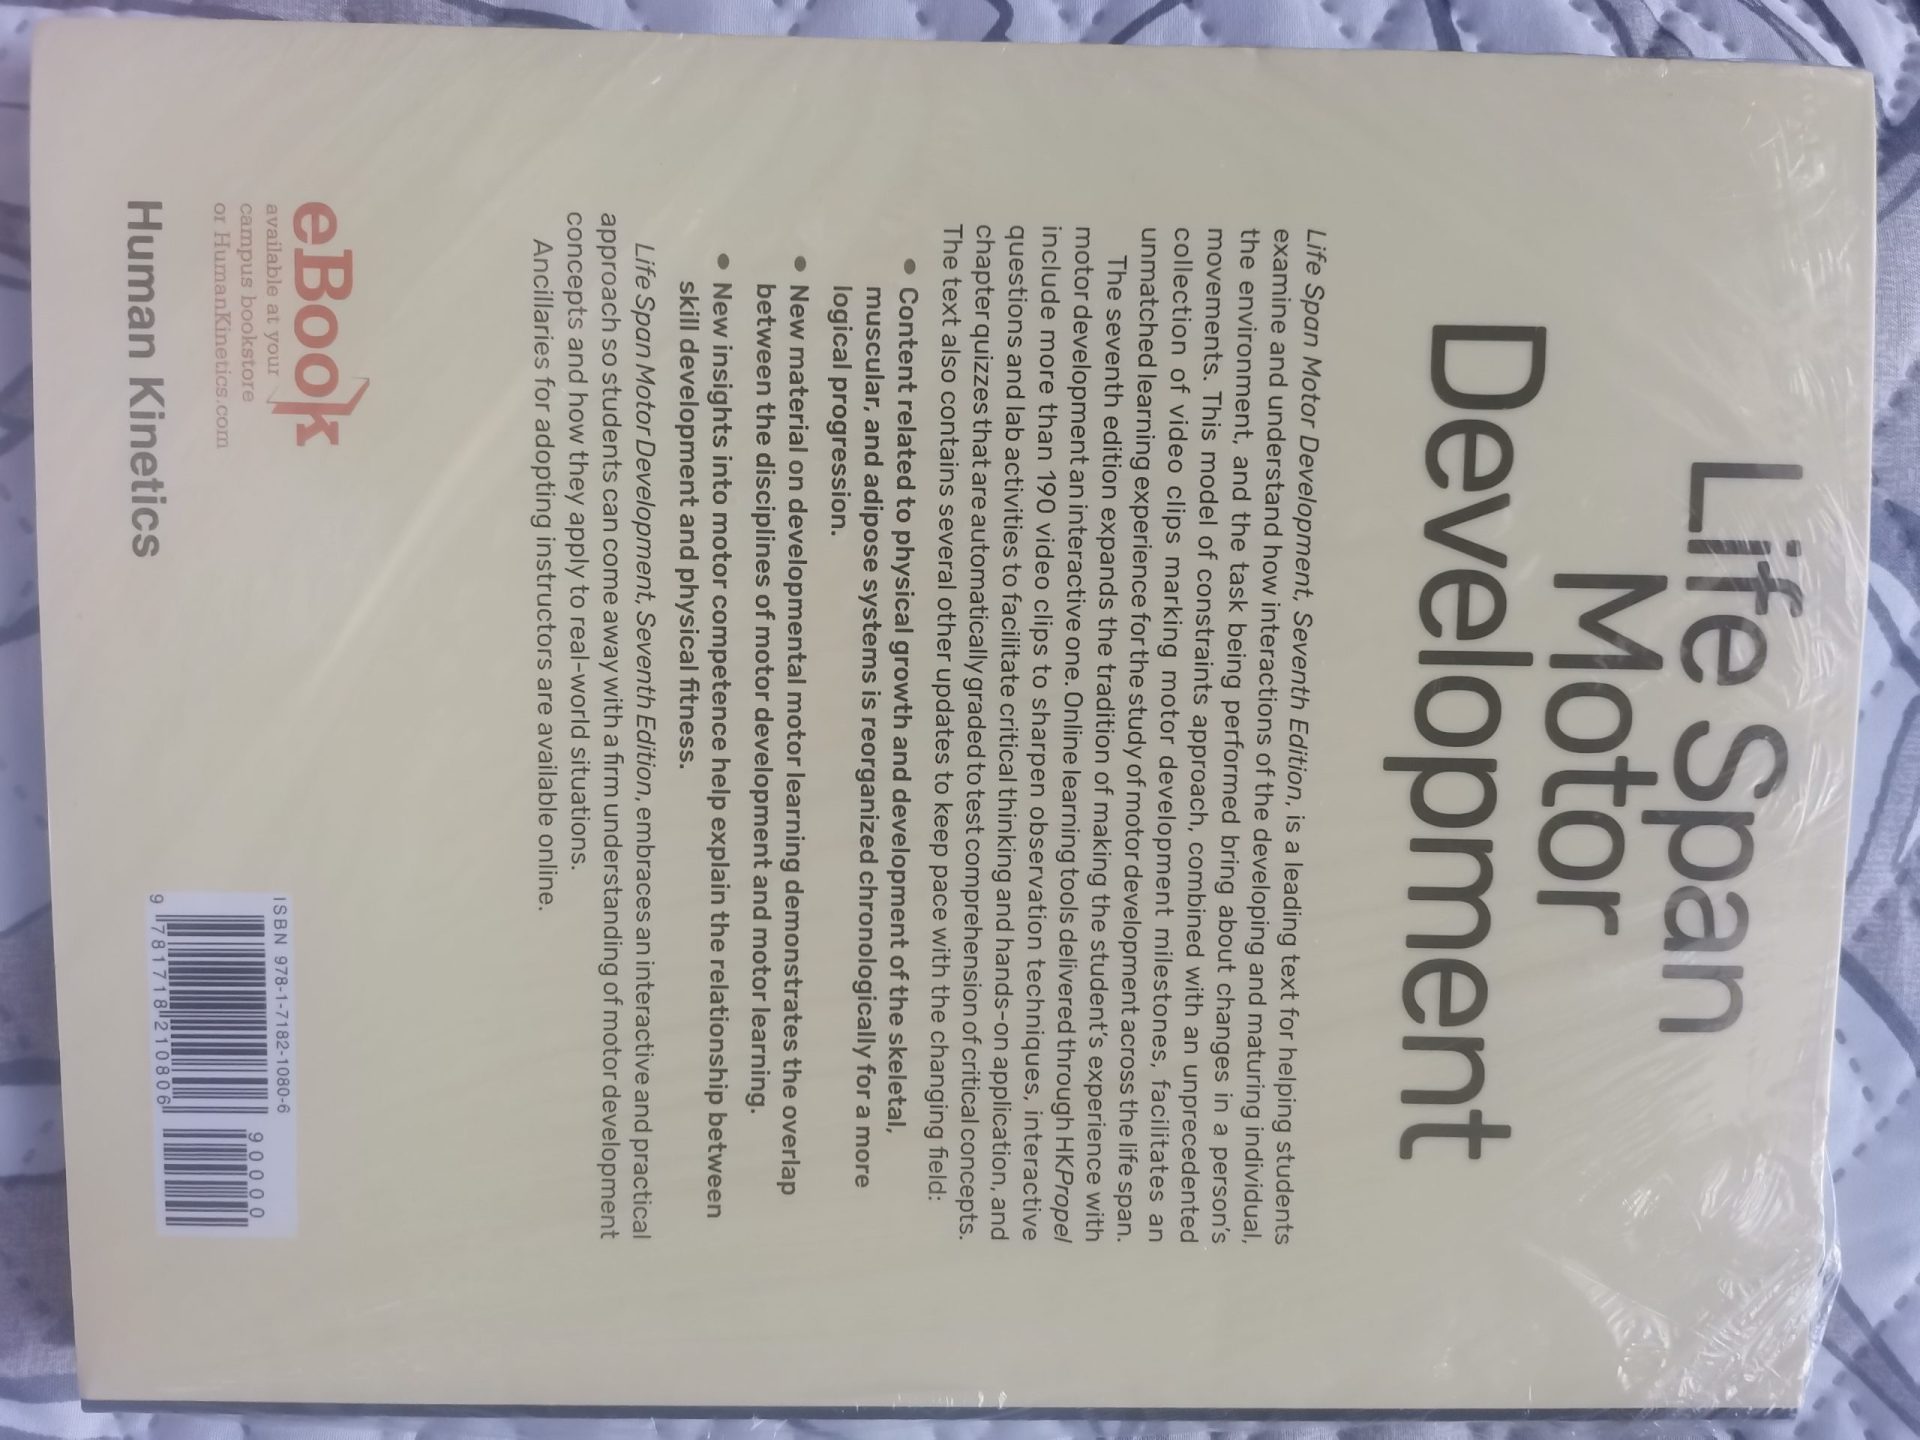 Life Span
Motor
Development
Life Span Motor Development, Seventh Edition, is a leading text for helping students
examine and understand how interactions of the developing and maturing individual,
the environment, and the task being performed bring about changes in a person's
movements. This model of constraints approach, combined with an unprecedented
collection of video clips marking motor development milestones, facilitates an
unmatched learning experience for the study of motor development across the life span.
The seventh edition expands the tradition of making the student's experience with
motor development an interactive one. Online learning tools delivered through HKPropel
include more than 190 video clips to sharpen observation techniques, interactive
questions and lab activities to facilitate critical thinking and hands-on application, and
chapter quizzes that are automatically graded to test comprehension of critical concepts.
The text also contains several other updates to keep pace with the changing field:
● Content related to physical growth and development of the skeletal,
muscular, and adipose systems is reorganized chronologically for a more
logical progression.
● New material on developmental motor learning demonstrates the overlap
between the disciplines of motor development and motor learning.
● New insights into motor competence help explain the relationship between
skill development and physical fitness.
Life Span Motor Development, Seventh Edition, embraces an interactive and practical
approach so students can come away with a firm understanding of motor development
concepts and how they apply to real-world situations.
Ancillaries for adopting instructors are available online.
eBook
available at your
campus bookstore
or HumanKinetics.com
Human Kinetics
ISBN 978-1-7182-1080-6
90000
9 781718 210806